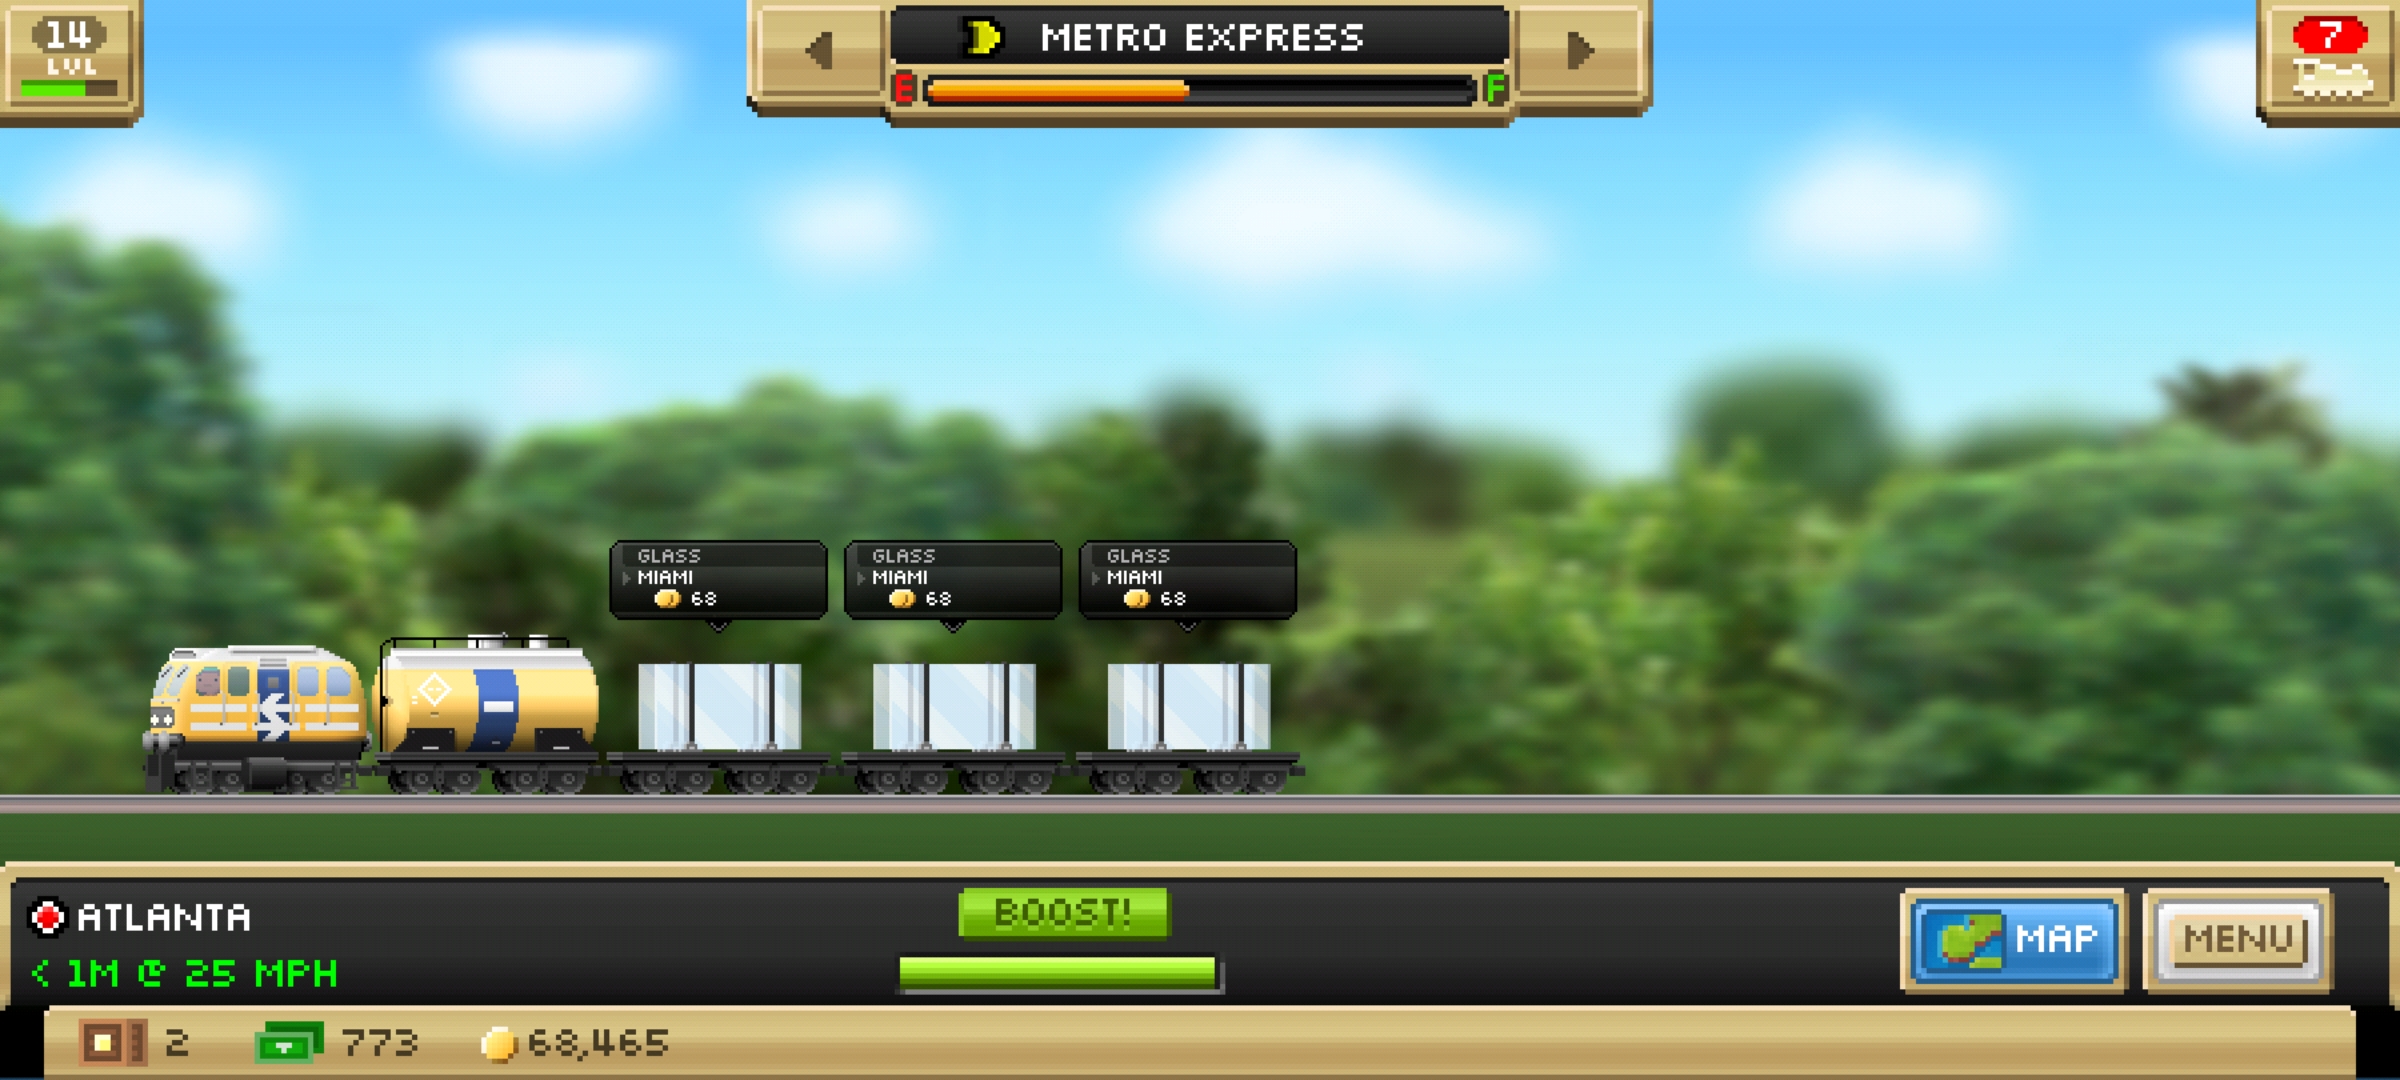 14
LVL
METRO EXPRESS
E F
7
GLASS
MIAMI
68
GLASS
MIAMI
68
GLASS
MIAMI
68
ATLANTA
< 1M @ 25 MPH
BOOST!
MAP
MENU
2
773
68,465